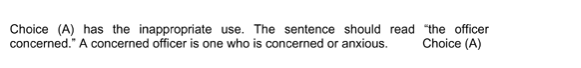 Choice (A) has the inappropriate use. The sentence should read “the officer
concerned.” A concerned officer is one who is concerned or anxious. Choice (A)